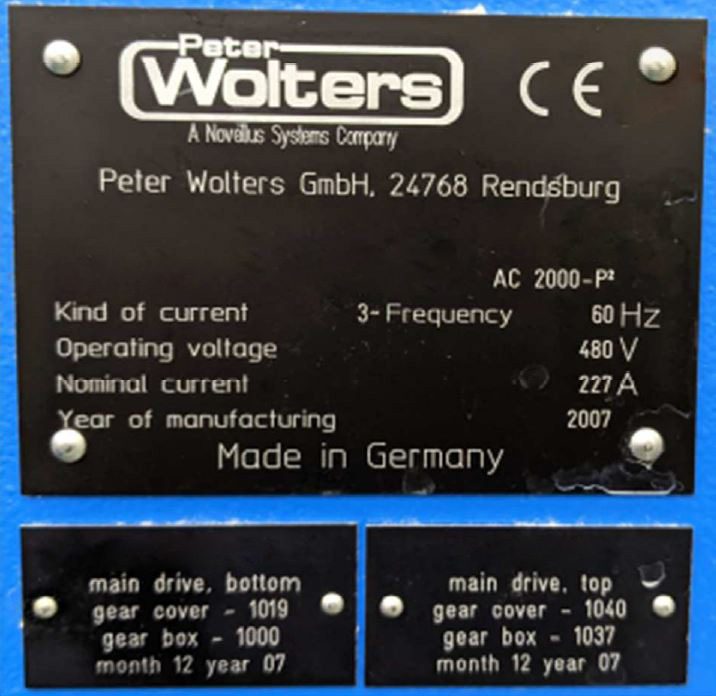 Peter
Wolters
CE
A Novellus Systems Company
Peter Wolters GmbH, 24768 Rendsburg
AC 2000-P²
Kind of current 3- Frequency 60 Hz
Operating voltage 480 V
Nominal current 227 A
Year of manufacturing 2007
Made in Germany
main drive, bottom
gear cover - 1019
gear box - 1000
month 12 year 07
main drive, top
gear cover - 1040
gear box - 1037
month 12 year 07